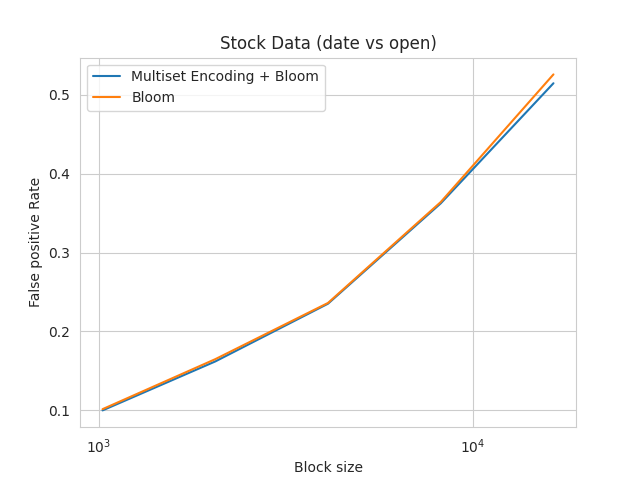 Stock Data (date vs open)
Multiset Encoding + Bloom
Bloom
False positive Rate
0.5
0.4
0.3
0.2
0.1
10³
10⁴
Block size